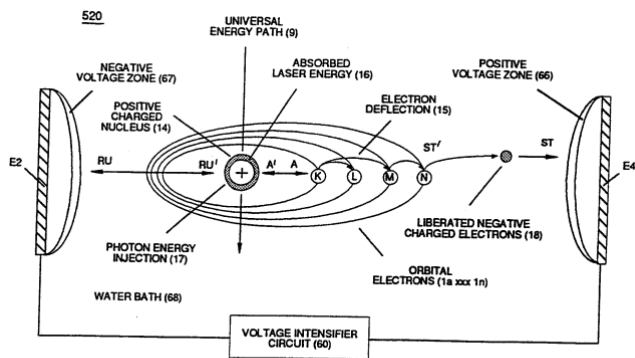 520
UNIVERSAL
ENERGY PATH (9)
NEGATIVE
VOLTAGE ZONE (67)
ABSORBED
LASER ENERGY (16)
POSITIVE
VOLTAGE ZONE (66)
POSITIVE
CHARGED
NUCLEUS (14)
ELECTRON
DEFLECTION (15)
ST'
ST
E2
RU
RU'
+
A'
A
K
L
M
N
E4
LIBERATED NEGATIVE
CHARGED ELECTRONS (18)
PHOTON ENERGY
INJECTION (17)
ORBITAL
ELECTRONS (1a xxx 1n)
WATER BATH (68)
VOLTAGE INTENSIFIER
CIRCUIT (60)